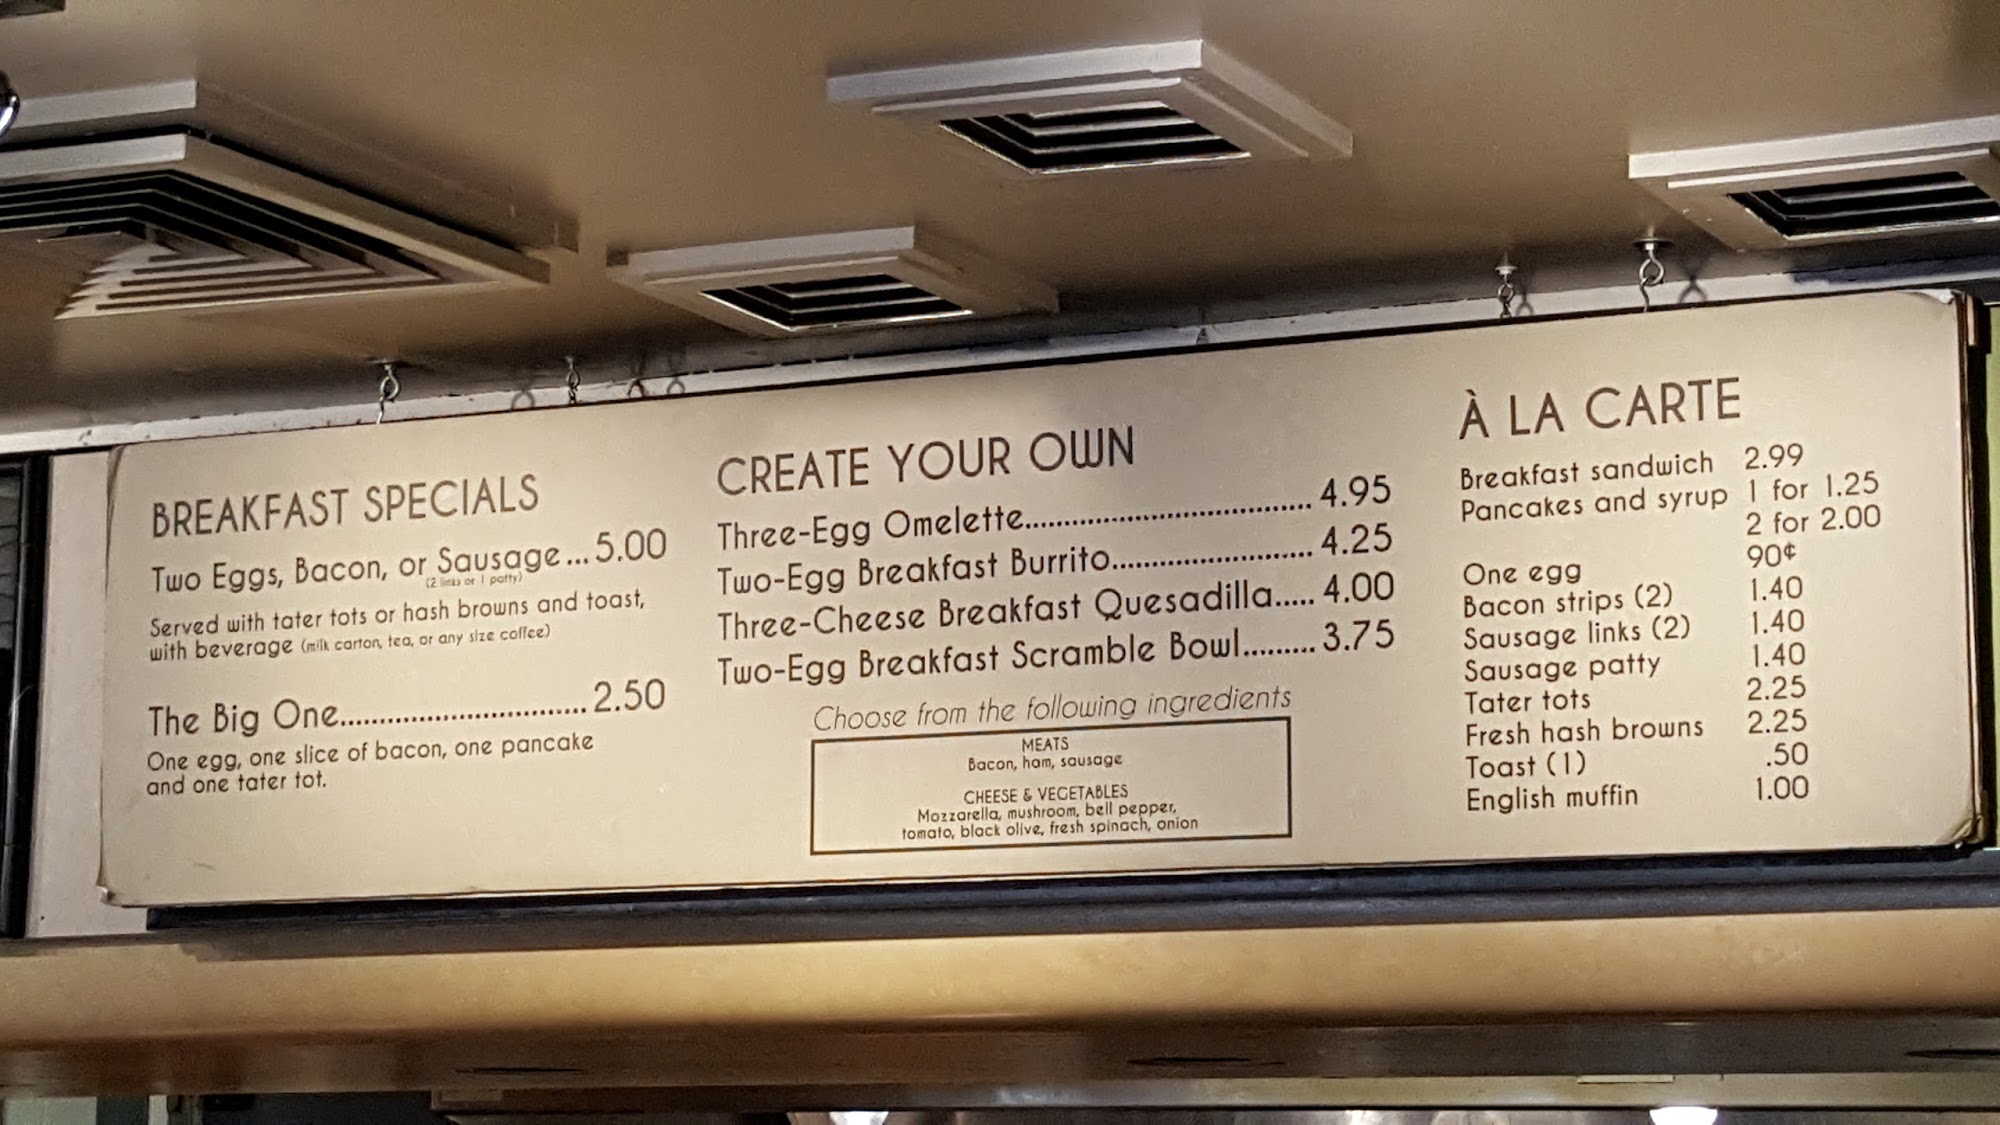 BREAKFAST SPECIALS
Two Eggs, Bacon, or Sausage...5.00
(2 links or 1 patty)
Served with tater tots or hash browns and toast,
with beverage (milk carton, tea, or any size coffee)
The Big One................................2.50
One egg, one slice of bacon, one pancake
and one tater tot.
CREATE YOUR OWN
Three-Egg Omelette......................................4.95
Two-Egg Breakfast Burrito..........................4.25
Three-Cheese Breakfast Quesadilla.....4.00
Two-Egg Breakfast Scramble Bowl.........3.75
Choose from the following ingredients
MEATS
Bacon, ham, sausage
CHEESE & VEGETABLES
Mozzarella, mushroom, bell pepper,
tomato, black olive, fresh spinach, onion
À LA CARTE
Breakfast sandwich 2.99
Pancakes and syrup 1 for 1.25
2 for 2.00
One egg 90¢
Bacon strips (2) 1.40
Sausage links (2) 1.40
Sausage patty 1.40
Tater tots 2.25
Fresh hash browns 2.25
Toast (1) .50
English muffin 1.00